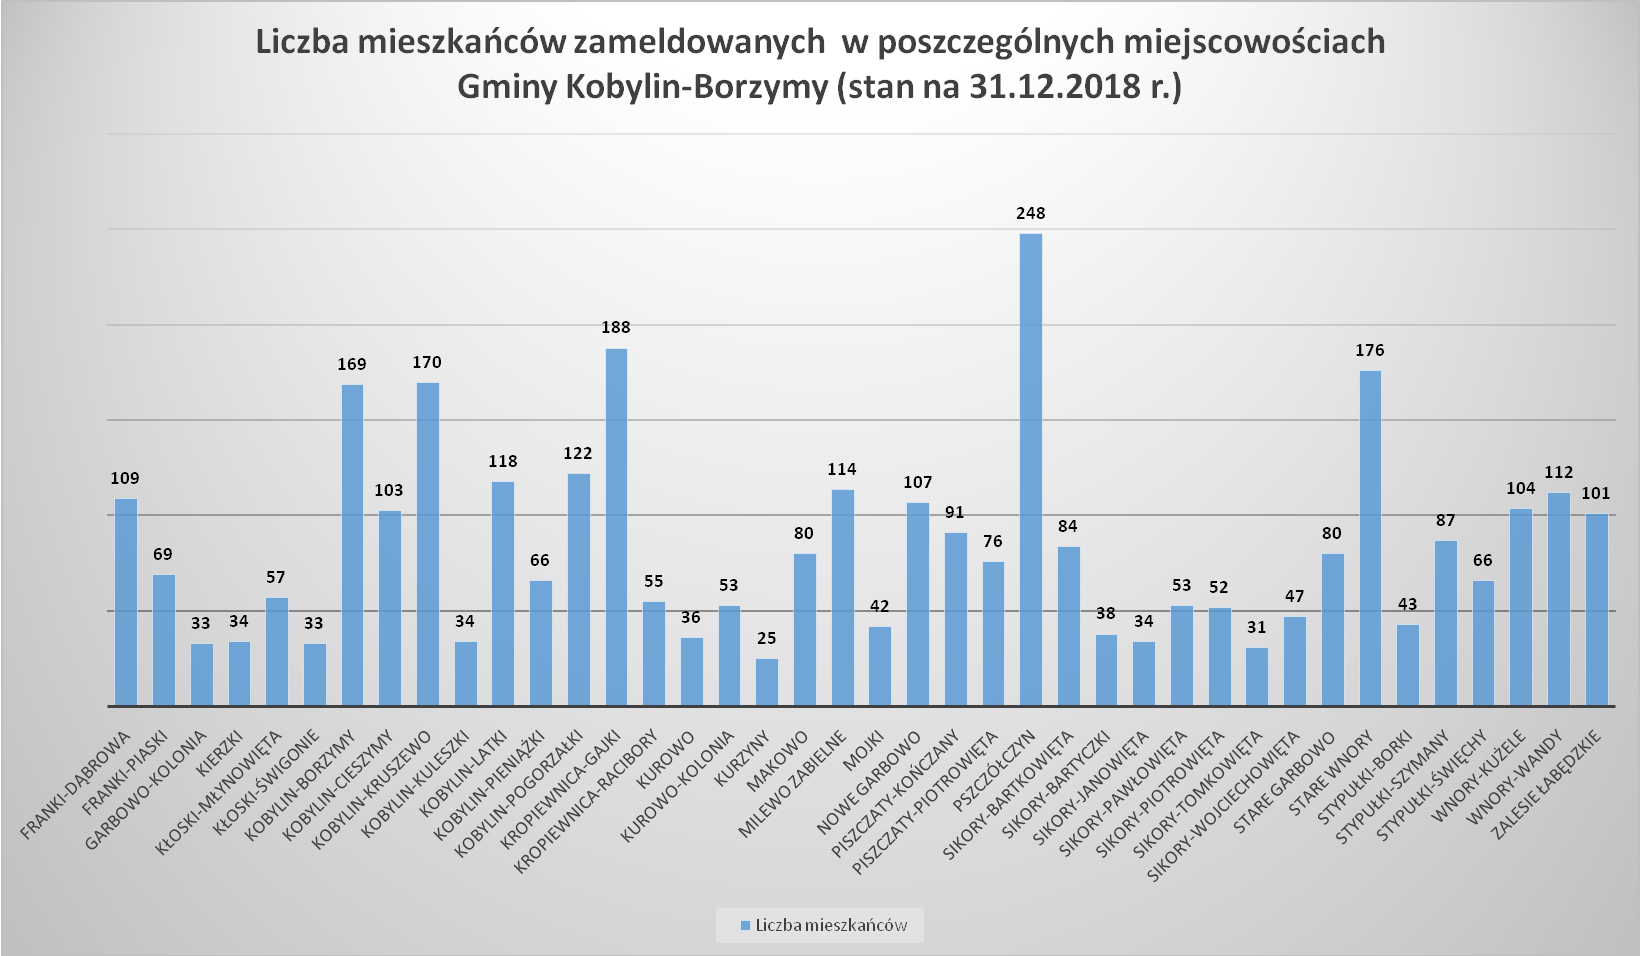 Liczba mieszkańców zameldowanych  w poszczególnych miejscowościach
Gminy Kobylin-Borzymy (stan na 31.12.2018 r.)
109
69
33
34
57
33
169
103
170
34
118
66
122
188
55
36
53
25
80
114
42
107
91
76
248
84
38
34
53
52
31
47
80
176
43
87
66
104
112
101
FRANKI-DĄBROWA
FRANKI-PIASKI
GARBOWO-KOLONIA
KIERZKI
KŁOSKI-MŁYNOWIĘTA
KŁOSKI-ŚWIGONIE
KOBYLIN-BORZYMY
KOBYLIN-CIESZYMY
KOBYLIN-KRUSZEWO
KOBYLIN-KULESZKI
KOBYLIN-LATKI
KOBYLIN-PIENIĄŻKI
KOBYLIN-POGORZAŁKI
KROPIEWNICA-GAJKI
KROPIEWNICA-RACIBORY
KUROWO
KUROWO-KOLONIA
KURZYNY
MAKOWO
MILEWO ZABIELNE
MOJKI
NOWE GARBOWO
PISZCZATY-KOŃCZANY
PISZCZATY-PIOTROWIĘTA
PSZCZÓŁCZYN
SIKORY-BARTKOWIĘTA
SIKORY-BARTYCZKI
SIKORY-JANOWIĘTA
SIKORY-PAWŁOWIĘTA
SIKORY-PIOTROWIĘTA
SIKORY-TOMKOWIĘTA
SIKORY-WOJCIECHOWIĘTA
STARE GARBOWO
STARE WNORY
STYPUŁKI-BORKI
STYPUŁKI-SZYMANY
STYPUŁKI-ŚWIĘCHY
WNORY-KUŻELE
WNORY-WANDY
ZALESIE ŁABĘDZKIE
Liczba mieszkańców